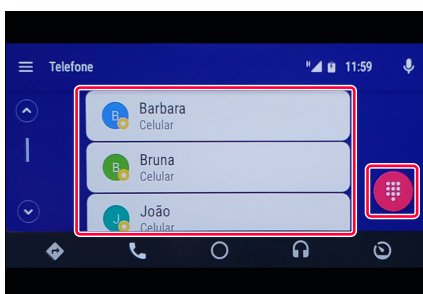 Telefone
H
11:59
B
Barbara
Celular
B
Bruna
Celular
J
João
Celular